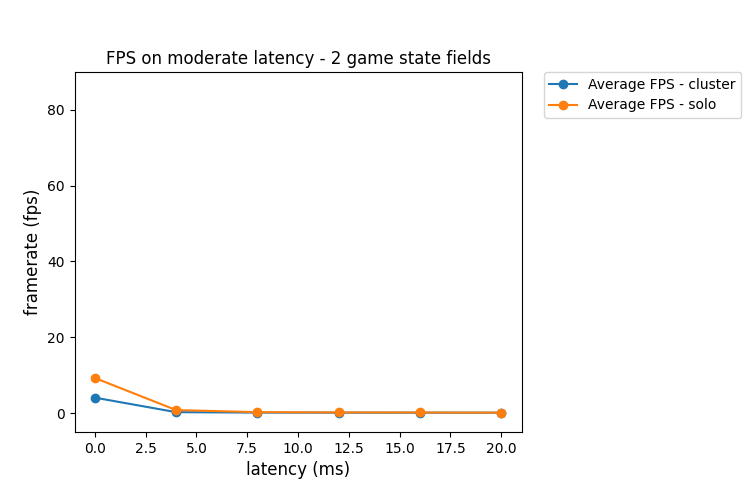 FPS on moderate latency - 2 game state fields
Average FPS - cluster
Average FPS - solo
framerate (fps)
80
60
40
20
0
0.0 2.5 5.0 7.5 10.0 12.5 15.0 17.5 20.0
latency (ms)